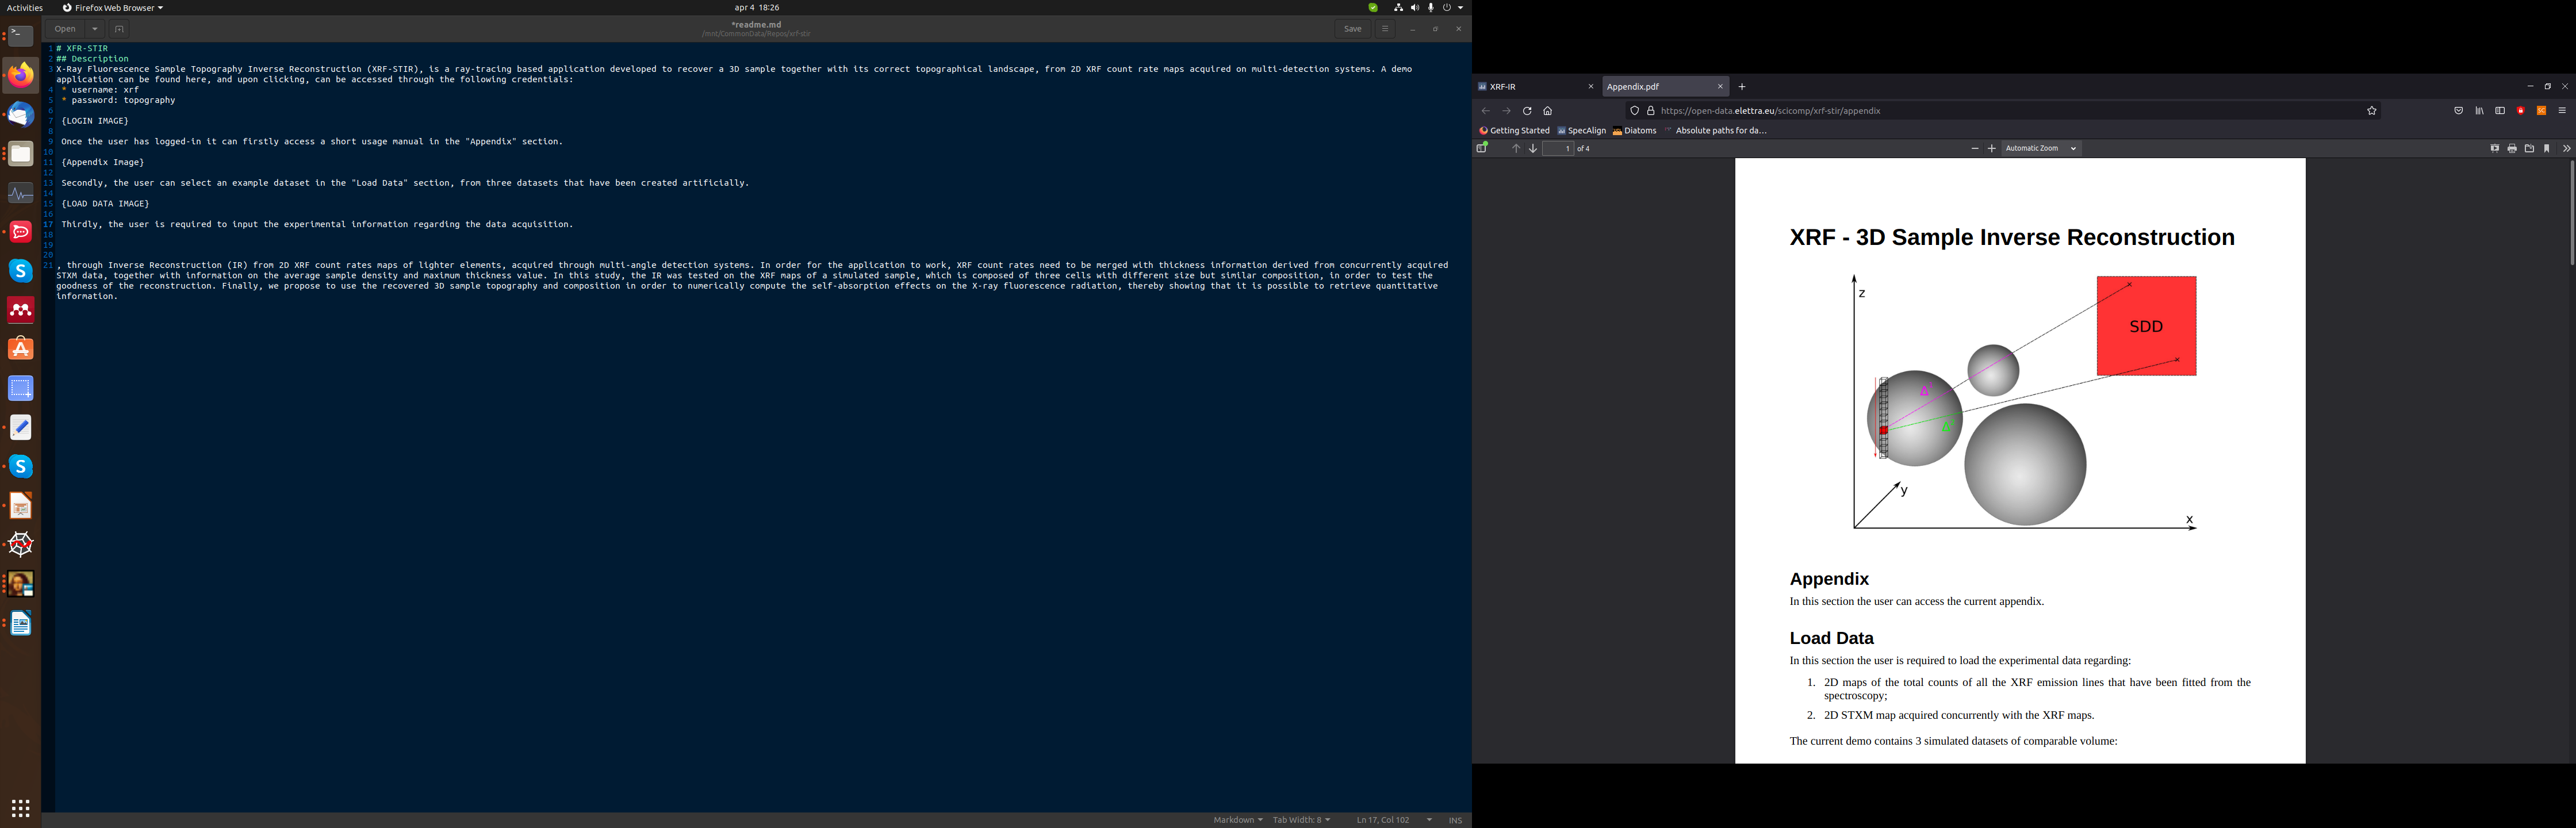 Activities
Firefox Web Browser
apr 4 18:26
Open
*readme.md
/mnt/CommonData/Repos/xrf-stir
Save
1 # XFR-STIR
2 ## Description
3 X-Ray Fluorescence Sample Topography Inverse Reconstruction (XRF-STIR), is a ray-tracing based application developed to recover a 3D sample together with its correct topographical landscape, from 2D XRF count rate maps acquired on multi-detection systems. A demo
application can be found here, and upon clicking, can be accessed through the following credentials:
4 * username: xrf
5 * password: topography
6
7 {LOGIN IMAGE}
8
9 Once the user has logged-in it can firstly access a short usage manual in the "Appendix" section.
10
11 {Appendix Image}
12
13 Secondly, the user can select an example dataset in the "Load Data" section, from three datasets that have been created artificially.
14
15 {LOAD DATA IMAGE}
16
17 Thirdly, the user is required to input the experimental information regarding the data acquisition.
18
19
20
21 , through Inverse Reconstruction (IR) from 2D XRF count rates maps of lighter elements, acquired through multi-angle detection systems. In order for the application to work, XRF count rates need to be merged with thickness information derived from concurrently acquired
STXM data, together with information on the average sample density and maximum thickness value. In this study, the IR was tested on the XRF maps of a simulated sample, which is composed of three cells with different size but similar composition, in order to test the
goodness of the reconstruction. Finally, we propose to use the recovered 3D sample topography and composition in order to numerically compute the self-absorption effects on the X-ray fluorescence radiation, thereby showing that it is possible to retrieve quantitative
information.
Markdown
Tab Width: 8
Ln 17, Col 102
INS
XRF-IR
Appendix.pdf
https://open-data.elettra.eu/scicomp/xrf-stir/appendix
Getting Started
SpecAlign
Diatoms
Absolute paths for da...
1 of 4
Automatic Zoom
XRF - 3D Sample Inverse Reconstruction
z
SDD
Δ
Δ
y
x
Appendix
In this section the user can access the current appendix.
Load Data
In this section the user is required to load the experimental data regarding:
1. 2D maps of the total counts of all the XRF emission lines that have been fitted from the
spectroscopy;
2. 2D STXM map acquired concurrently with the XRF maps.
The current demo contains 3 simulated datasets of comparable volume: